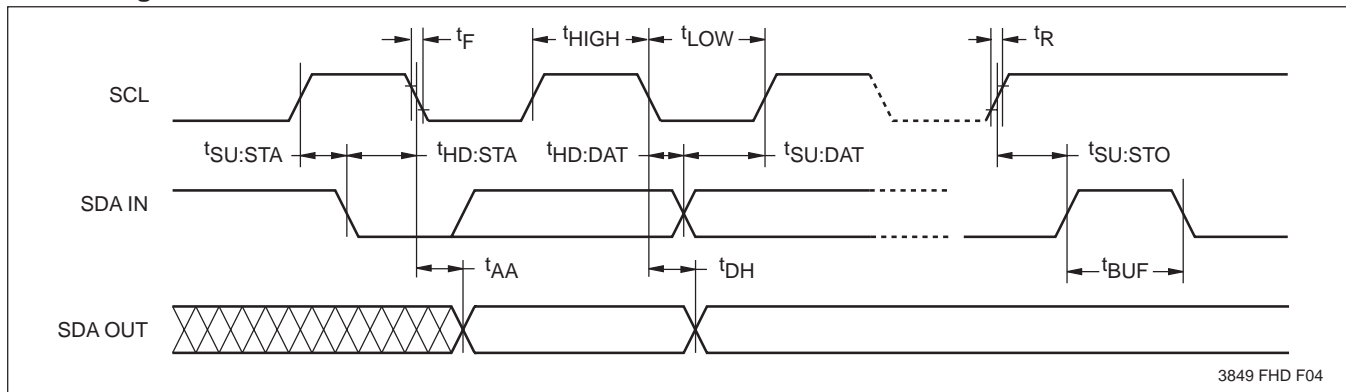 tF tHIGH tLOW tR
SCL
tSU:STA tHD:STA tHD:DAT tSU:DAT tSU:STO
SDA IN
tAA tDH tBUF
SDA OUT
3849 FHD F04